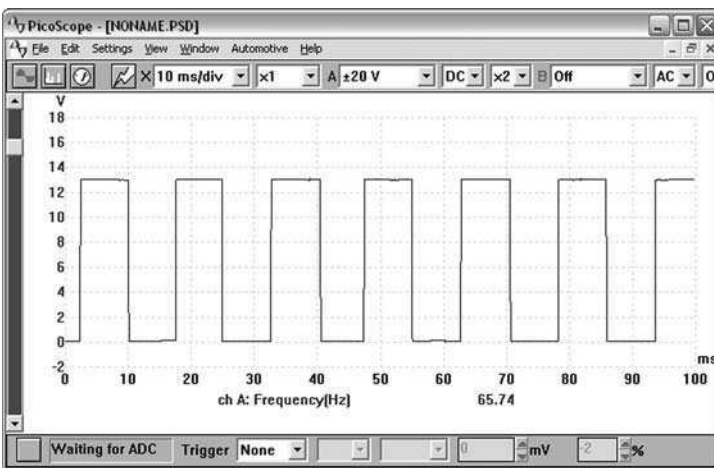 PicoScope - [NONAME.PSD]
File Edit Settings View Window Automotive Help
X 10 ms/div x1 A ±20 V DC x2 B Off AC
V
18
16
14
12
10
8
6
4
2
0
-2
0 10 20 30 40 50 60 70 80 90 100
ms
ch A: Frequency(Hz) 65.74
Waiting for ADC Trigger None 0 mV -2 %